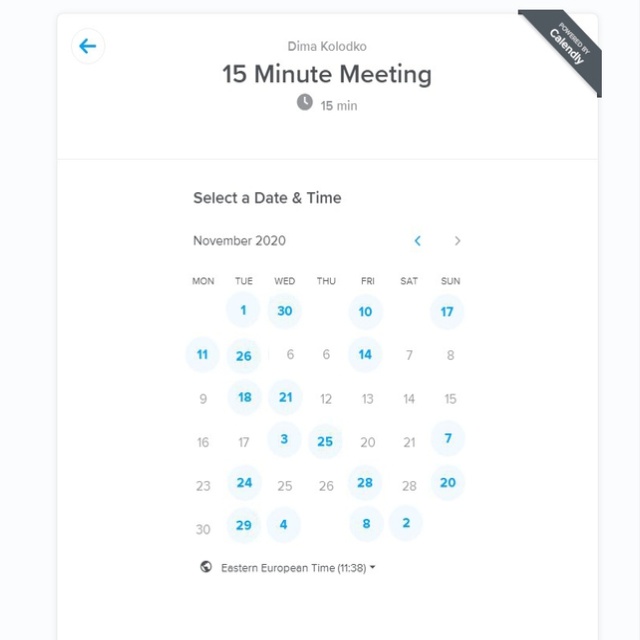 POWERED BY
Calendly
Dima Kolodko
15 Minute Meeting
15 min
Select a Date & Time
November 2020
MON TUE WED THU FRI SAT SUN
1 30 10 17
11 26 6 6 14 7 8
9 18 21 12 13 14 15
16 17 3 25 20 21 7
23 24 25 26 28 28 20
30 29 4 8 2
Eastern European Time (11:38)